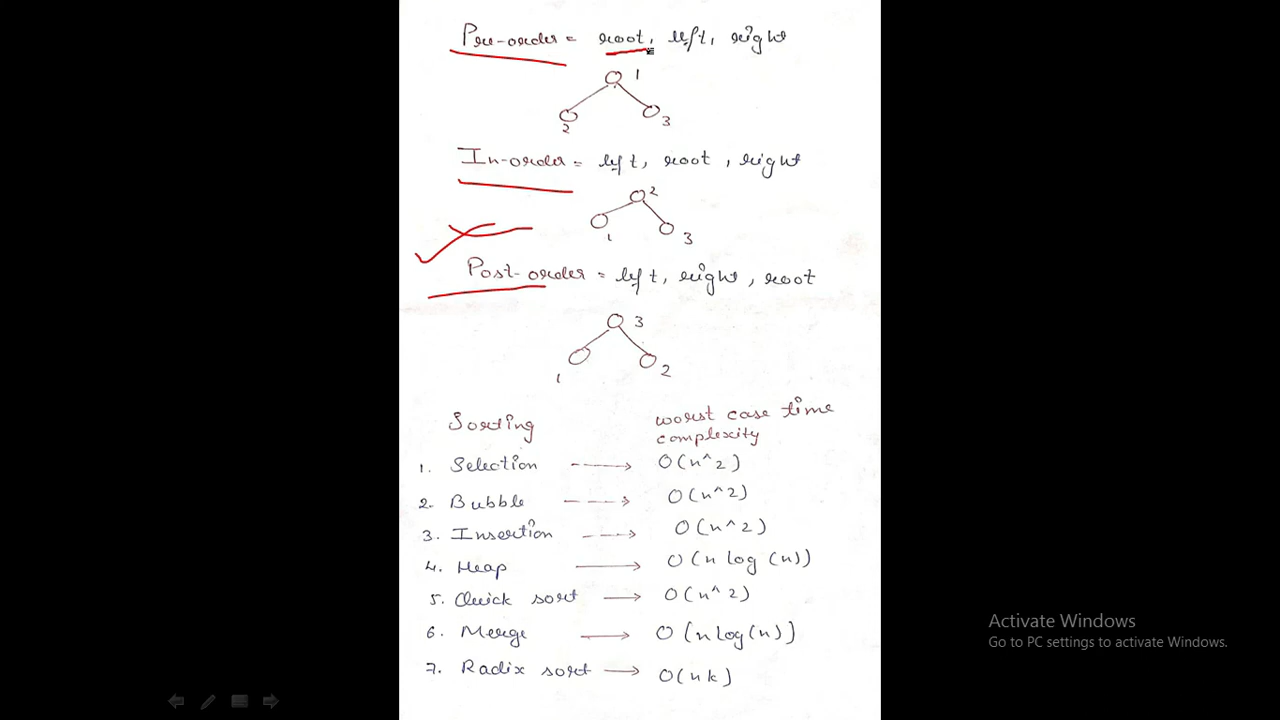 Pre-order = root, left, right
1
2 3
In-order = left, root, right
2
1 3
Post-order = left, right, root
3
1 2
Sorting worst case time complexity
1. Selection → O(n^2)
2. Bubble → O(n^2)
3. Insertion → O(n^2)
4. Heap → O(n log (n))
5. Quick sort → O(n^2)
6. Merge → O(n log(n))
7. Radix sort → O(nk)
Activate Windows
Go to PC settings to activate Windows.